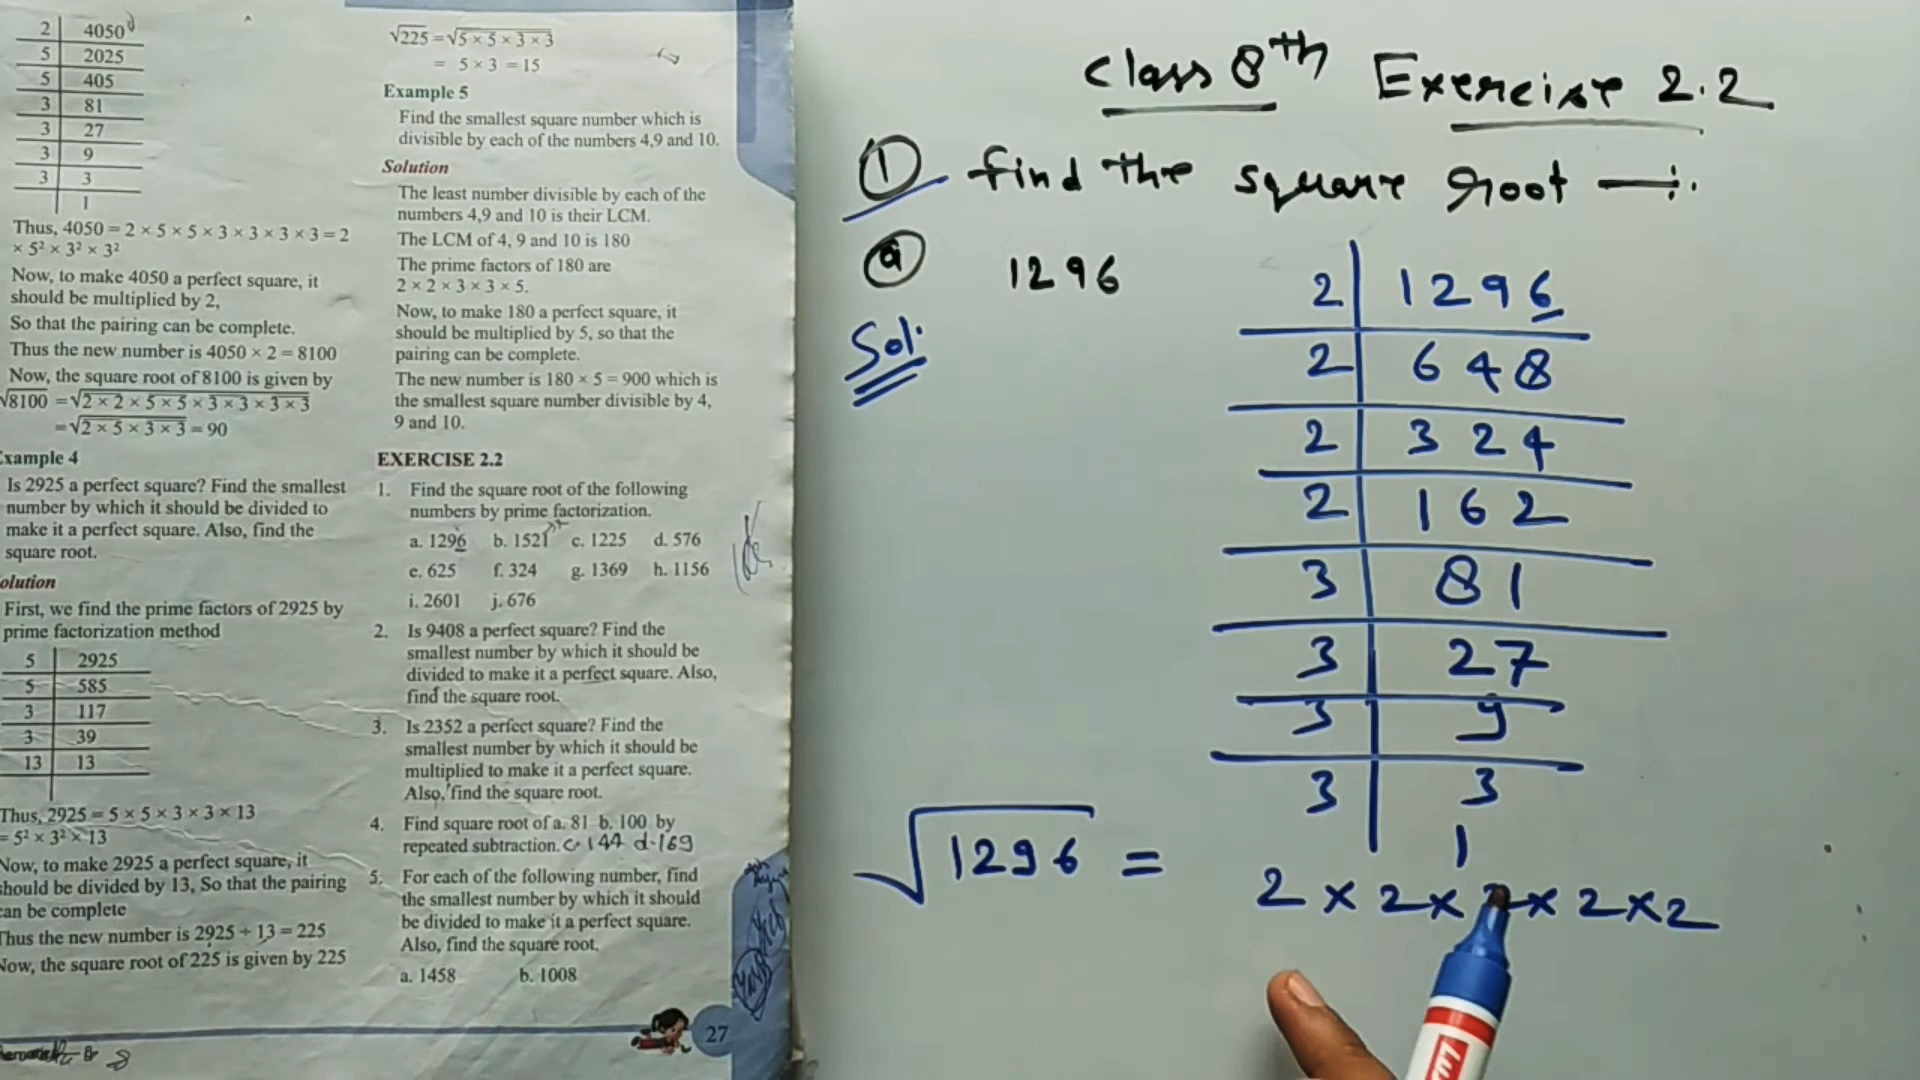 2 4050
5 2025
5 405
3 81
3 27
3 9
3 3
1
Thus, 4050 = 2 × 5 × 5 × 3 × 3 × 3 × 3 = 2
× 5² × 3² × 3²
Now, to make 4050 a perfect square, it
should be multiplied by 2,
So that the pairing can be complete.
Thus the new number is 4050 × 2 = 8100
Now, the square root of 8100 is given by
√8100 = √2 × 2 × 5 × 5 × 3 × 3 × 3 × 3
= √2 × 5 × 3 × 3 = 90
Example 4
Is 2925 a perfect square? Find the smallest
number by which it should be divided to
make it a perfect square. Also, find the
square root.
olution
First, we find the prime factors of 2925 by
prime factorization method
5 2925
5 585
3 117
3 39
13 13
Thus, 2925 = 5 × 5 × 3 × 3 × 13
= 5² × 3² × 13
Now, to make 2925 a perfect square, it
should be divided by 13, So that the pairing
can be complete
Thus the new number is 2925 ÷ 13 = 225
Now, the square root of 225 is given by 225
√225 = √5 × 5 × 3 × 3
= 5 × 3 = 15
Example 5
Find the smallest square number which is
divisible by each of the numbers 4,9 and 10.
Solution
The least number divisible by each of the
numbers 4,9 and 10 is their LCM.
The LCM of 4, 9 and 10 is 180
The prime factors of 180 are
2 × 2 × 3 × 3 × 5.
Now, to make 180 a perfect square, it
should be multiplied by 5, so that the
pairing can be complete.
The new number is 180 × 5 = 900 which is
the smallest square number divisible by 4,
9 and 10.
EXERCISE 2.2
1. Find the square root of the following
numbers by prime factorization.
a. 1296 b. 1521 c. 1225 d. 576
e. 625 f. 324 g. 1369 h. 1156
i. 2601 j. 676
2. Is 9408 a perfect square? Find the
smallest number by which it should be
divided to make it a perfect square. Also,
find the square root.
3. Is 2352 a perfect square? Find the
smallest number by which it should be
multiplied to make it a perfect square.
Also, find the square root.
4. Find square root of a. 81 b. 100 by
repeated subtraction. c. 144 d. 169
5. For each of the following number, find
the smallest number by which it should
be divided to make it a perfect square.
Also, find the square root.
a. 1458 b. 1008
27
Class 8th Exercise 2.2
① find the square root —:
ⓐ 1296
Sol:
2 1296
2 648
2 324
2 162
3 81
3 27
3 9
3 3
1
√1296 =
2 × 2 × 2 × 2 × 2